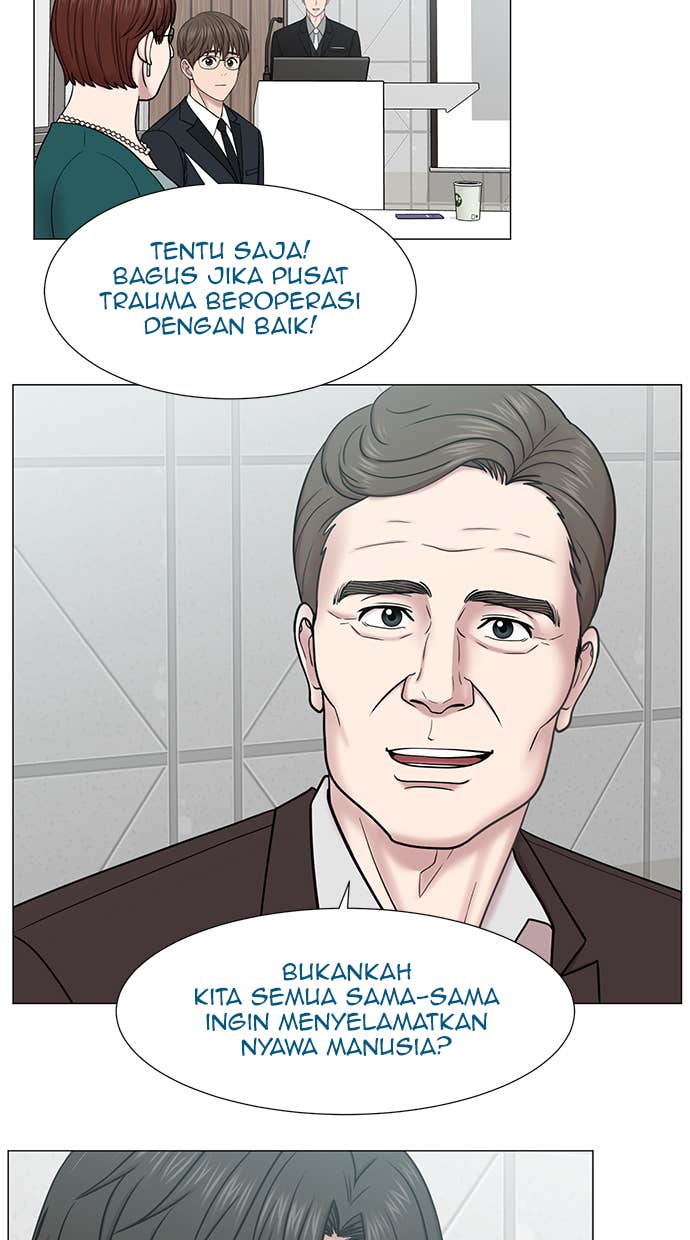 TENTU SAJA!
BAGUS JIKA PUSAT
TRAUMA BEROPERASI
DENGAN BAIK!
BUKANKAH
KITA SEMUA SAMA-SAMA
INGIN MENYELAMATKAN
NYAWA MANUSIA?